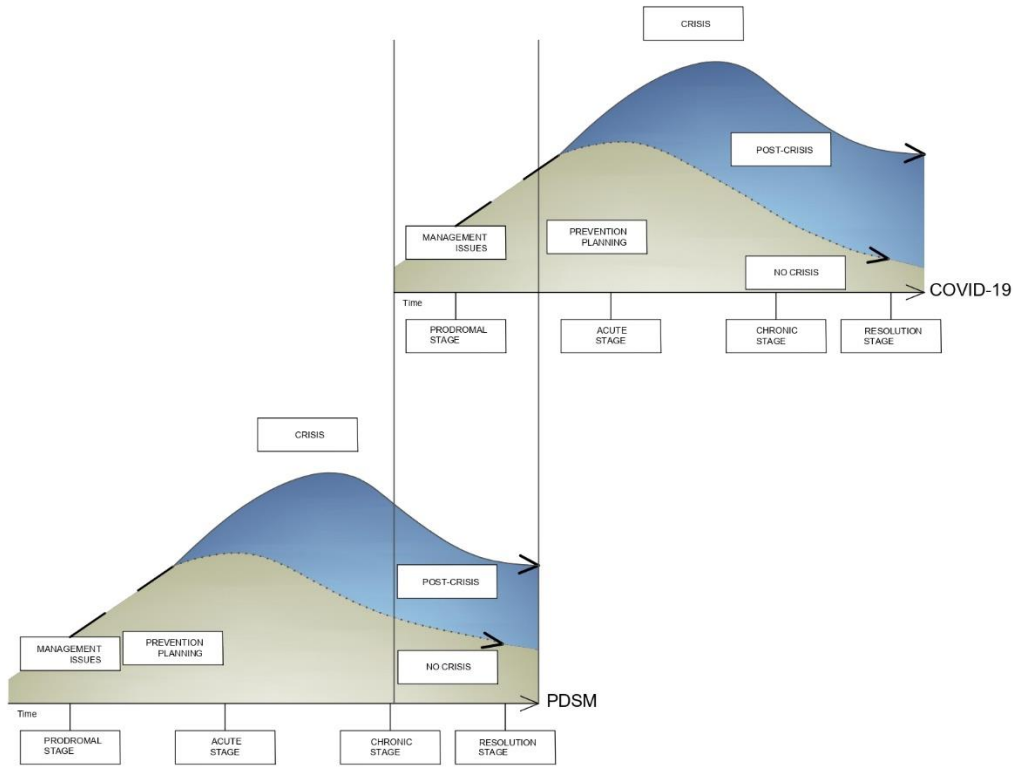 CRISIS
POST-CRISIS
MANAGEMENT
ISSUES
PREVENTION
PLANNING
NO CRISIS
COVID-19
Time
PRODROMAL
STAGE
ACUTE
STAGE
CHRONIC
STAGE
RESOLUTION
STAGE
CRISIS
POST-CRISIS
MANAGEMENT
ISSUES
PREVENTION
PLANNING
NO CRISIS
PDSM
Time
PRODROMAL
STAGE
ACUTE
STAGE
CHRONIC
STAGE
RESOLUTION
STAGE